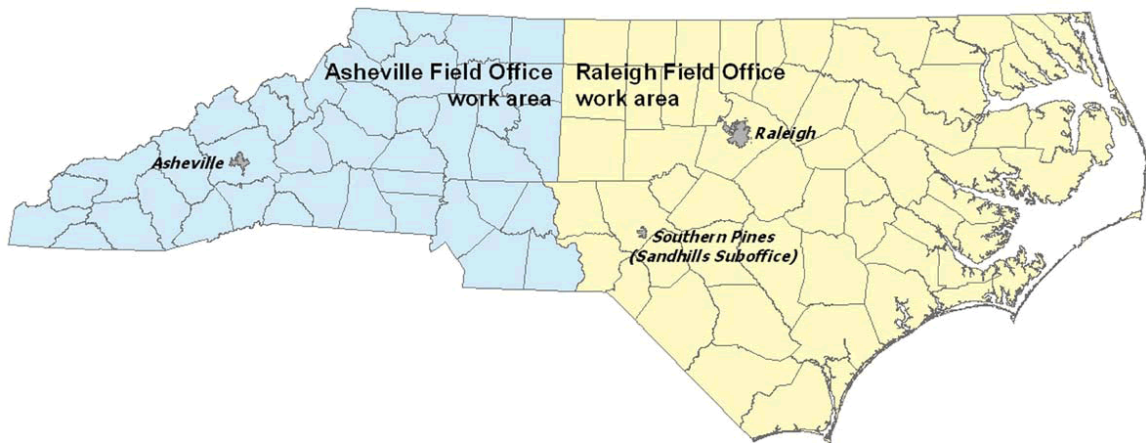 Asheville Field Office
work area
Raleigh Field Office
work area
Asheville
Raleigh
Southern Pines
(Sandhills Suboffice)